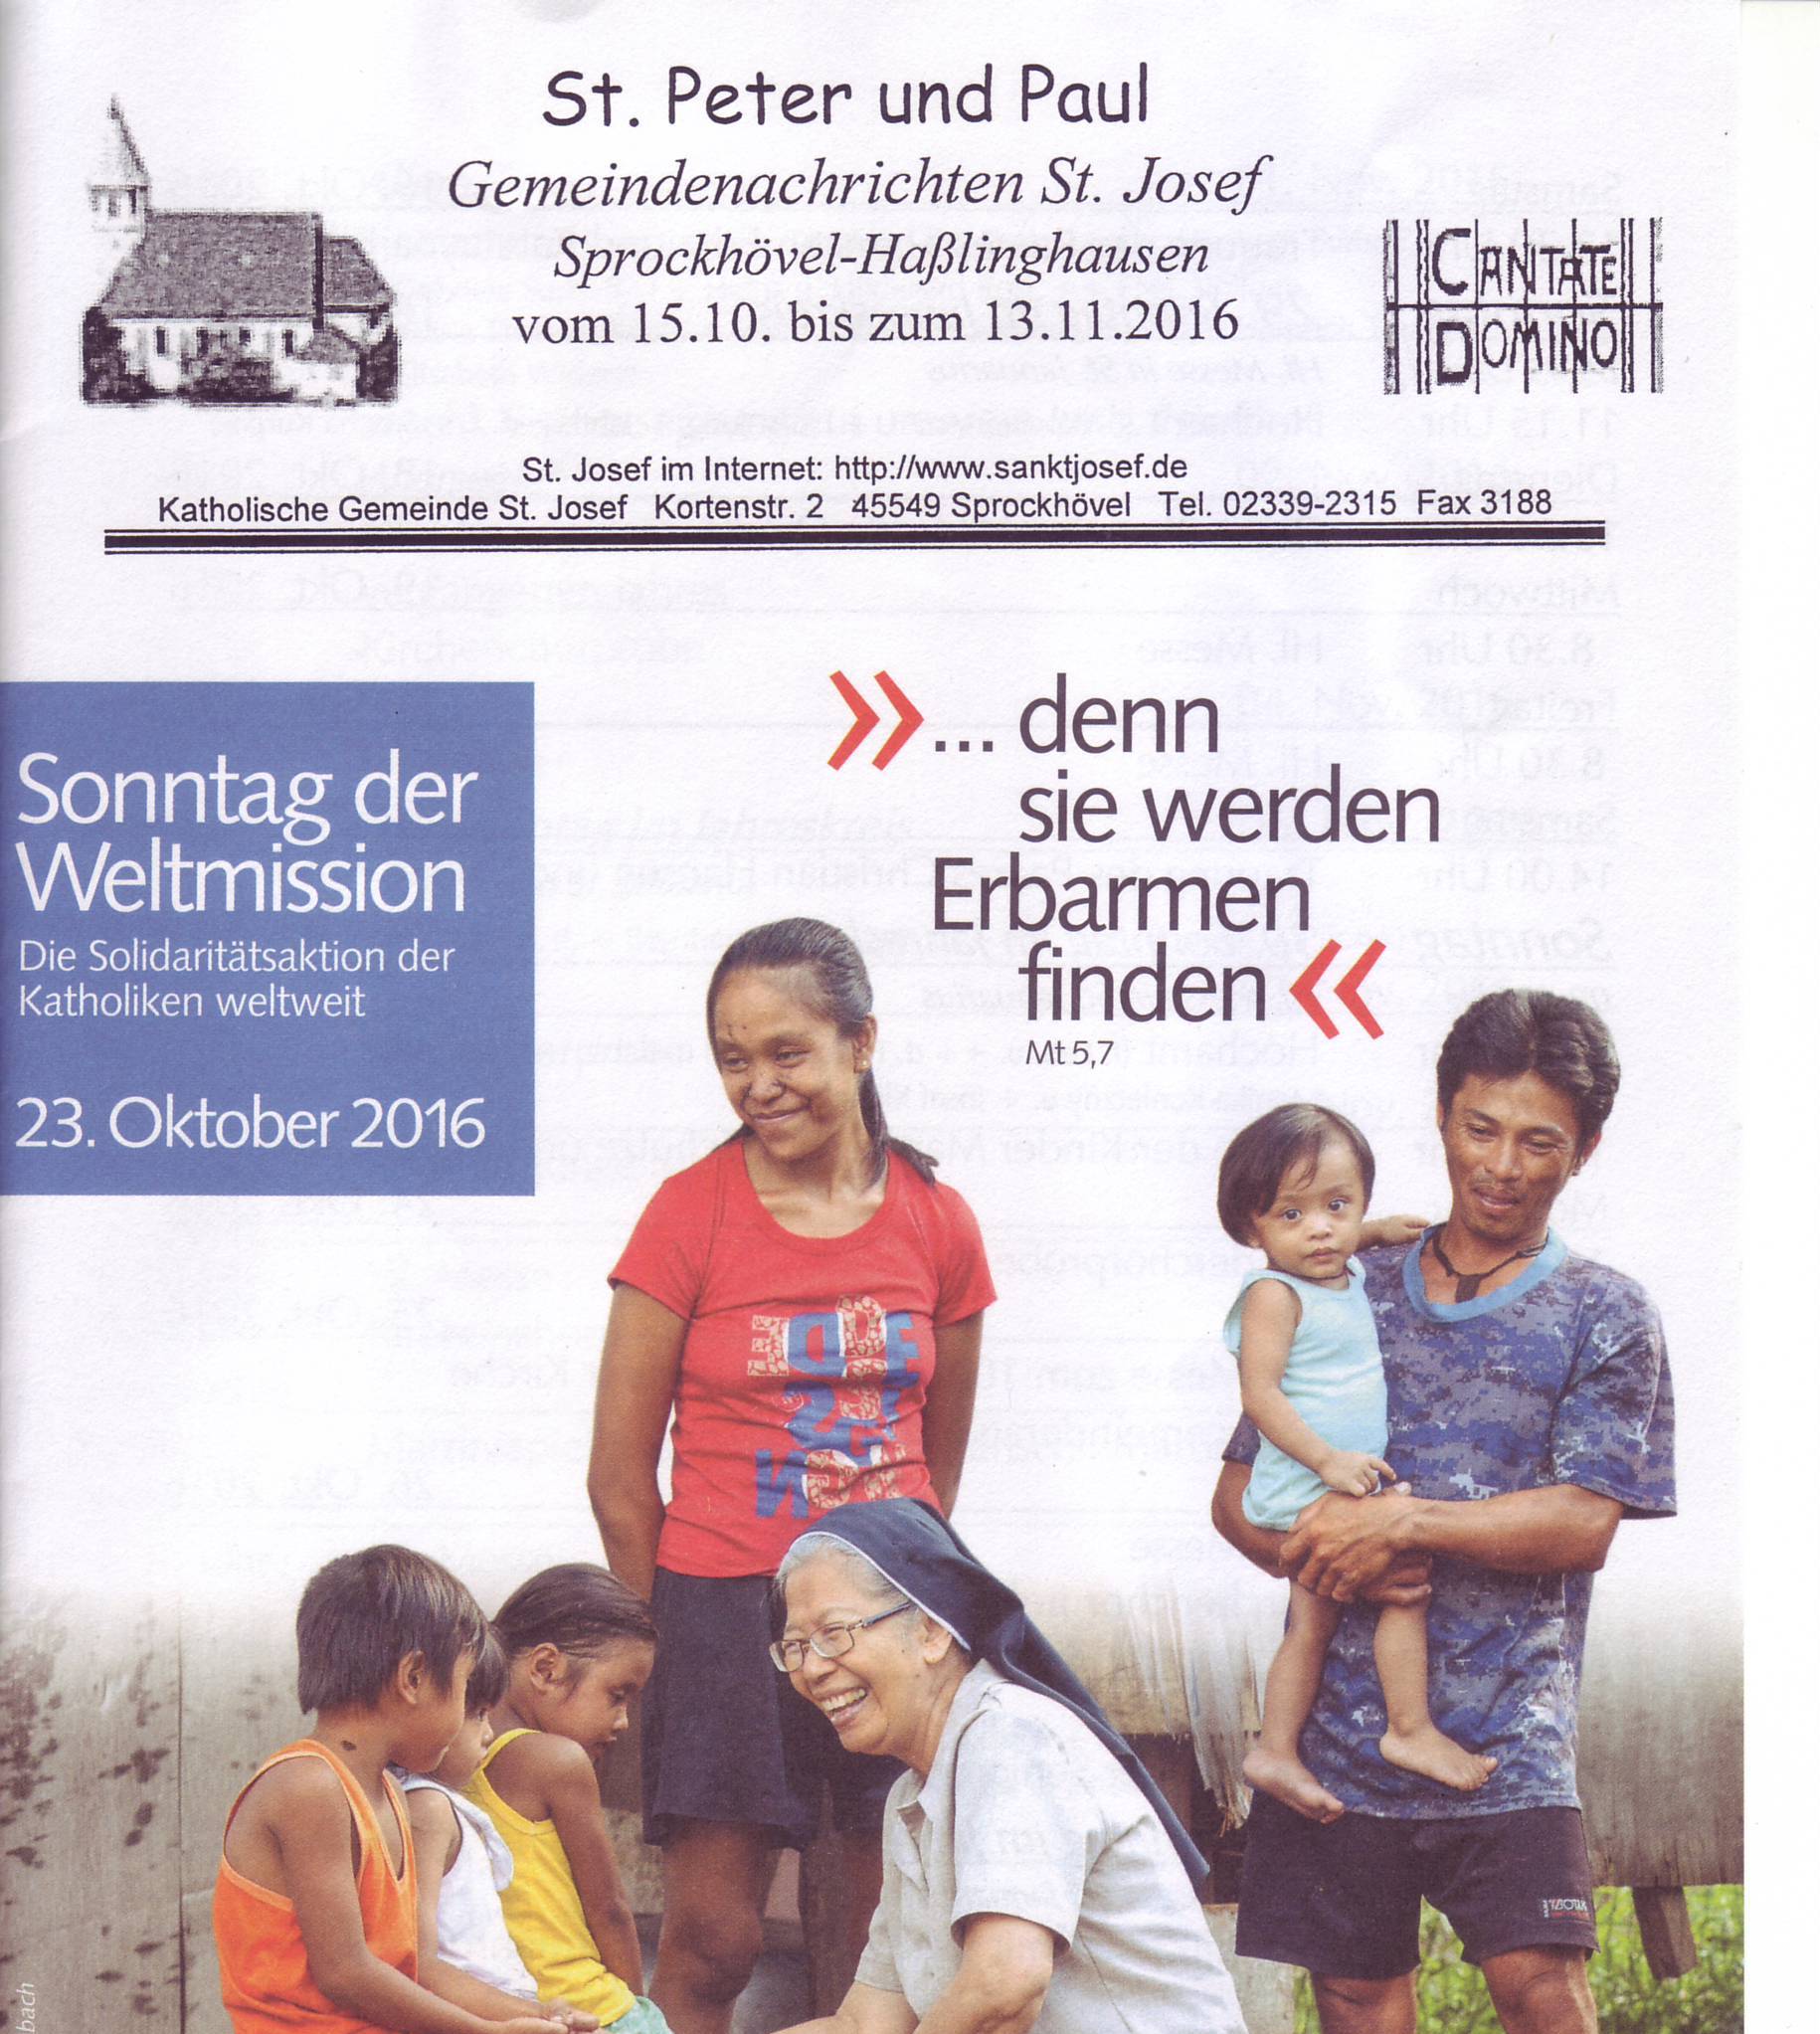 St. Peter und Paul
Gemeindenachrichten St. Josef
Sprockhövel-Haßlinghausen
vom 15.10. bis zum 13.11.2016
CANTATE
DOMINO
St. Josef im Internet: http://www.sanktjosef.de
Katholische Gemeinde St. Josef Kortenstr. 2 45549 Sprockhövel Tel. 02339-2315 Fax 3188
Sonntag der
Weltmission
Die Solidaritätsaktion der
Katholiken weltweit
23. Oktober 2016
»... denn
sie werden
Erbarmen
finden«
Mt 5,7
bach